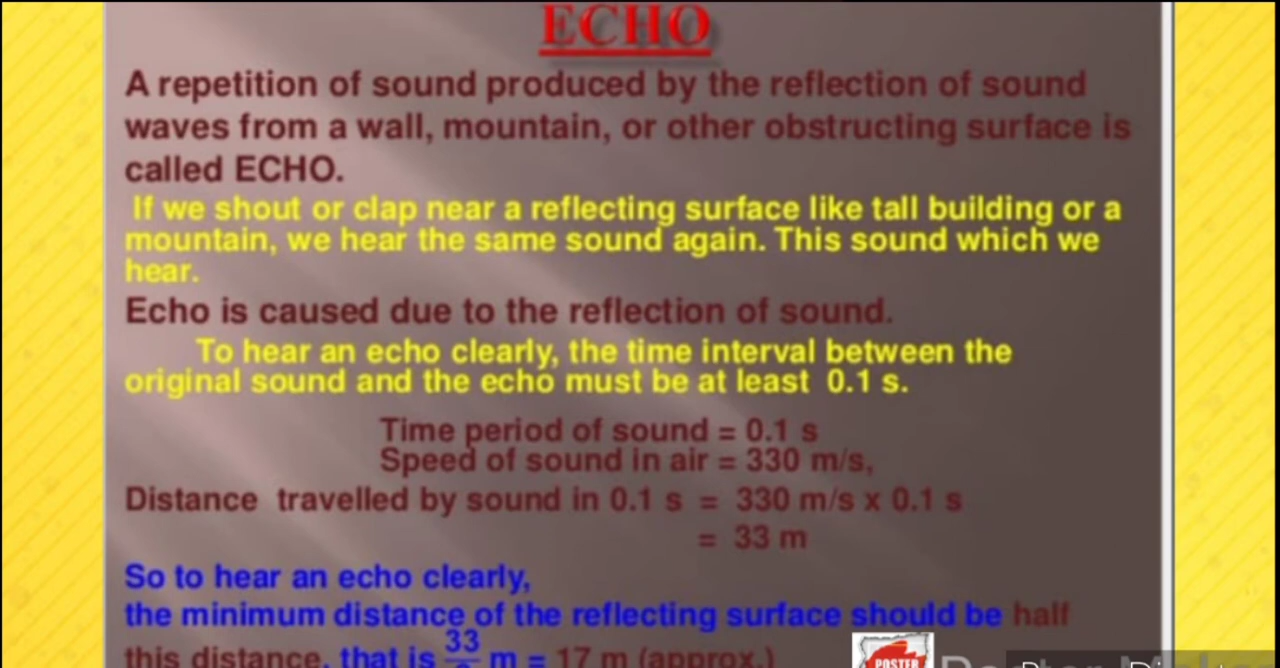 ECHO
A repetition of sound produced by the reflection of sound
waves from a wall, mountain, or other obstructing surface is
called ECHO.
If we shout or clap near a reflecting surface like tall building or a
mountain, we hear the same sound again. This sound which we
hear.
Echo is caused due to the reflection of sound.
To hear an echo clearly, the time interval between the
original sound and the echo must be at least 0.1 s.
Time period of sound = 0.1 s
Speed of sound in air = 330 m/s,
Distance travelled by sound in 0.1 s = 330 m/s x 0.1 s
= 33 m
So to hear an echo clearly,
the minimum distance of the reflecting surface should be half
this distance, that is 33 m = 17 m (approx.)
POSTER